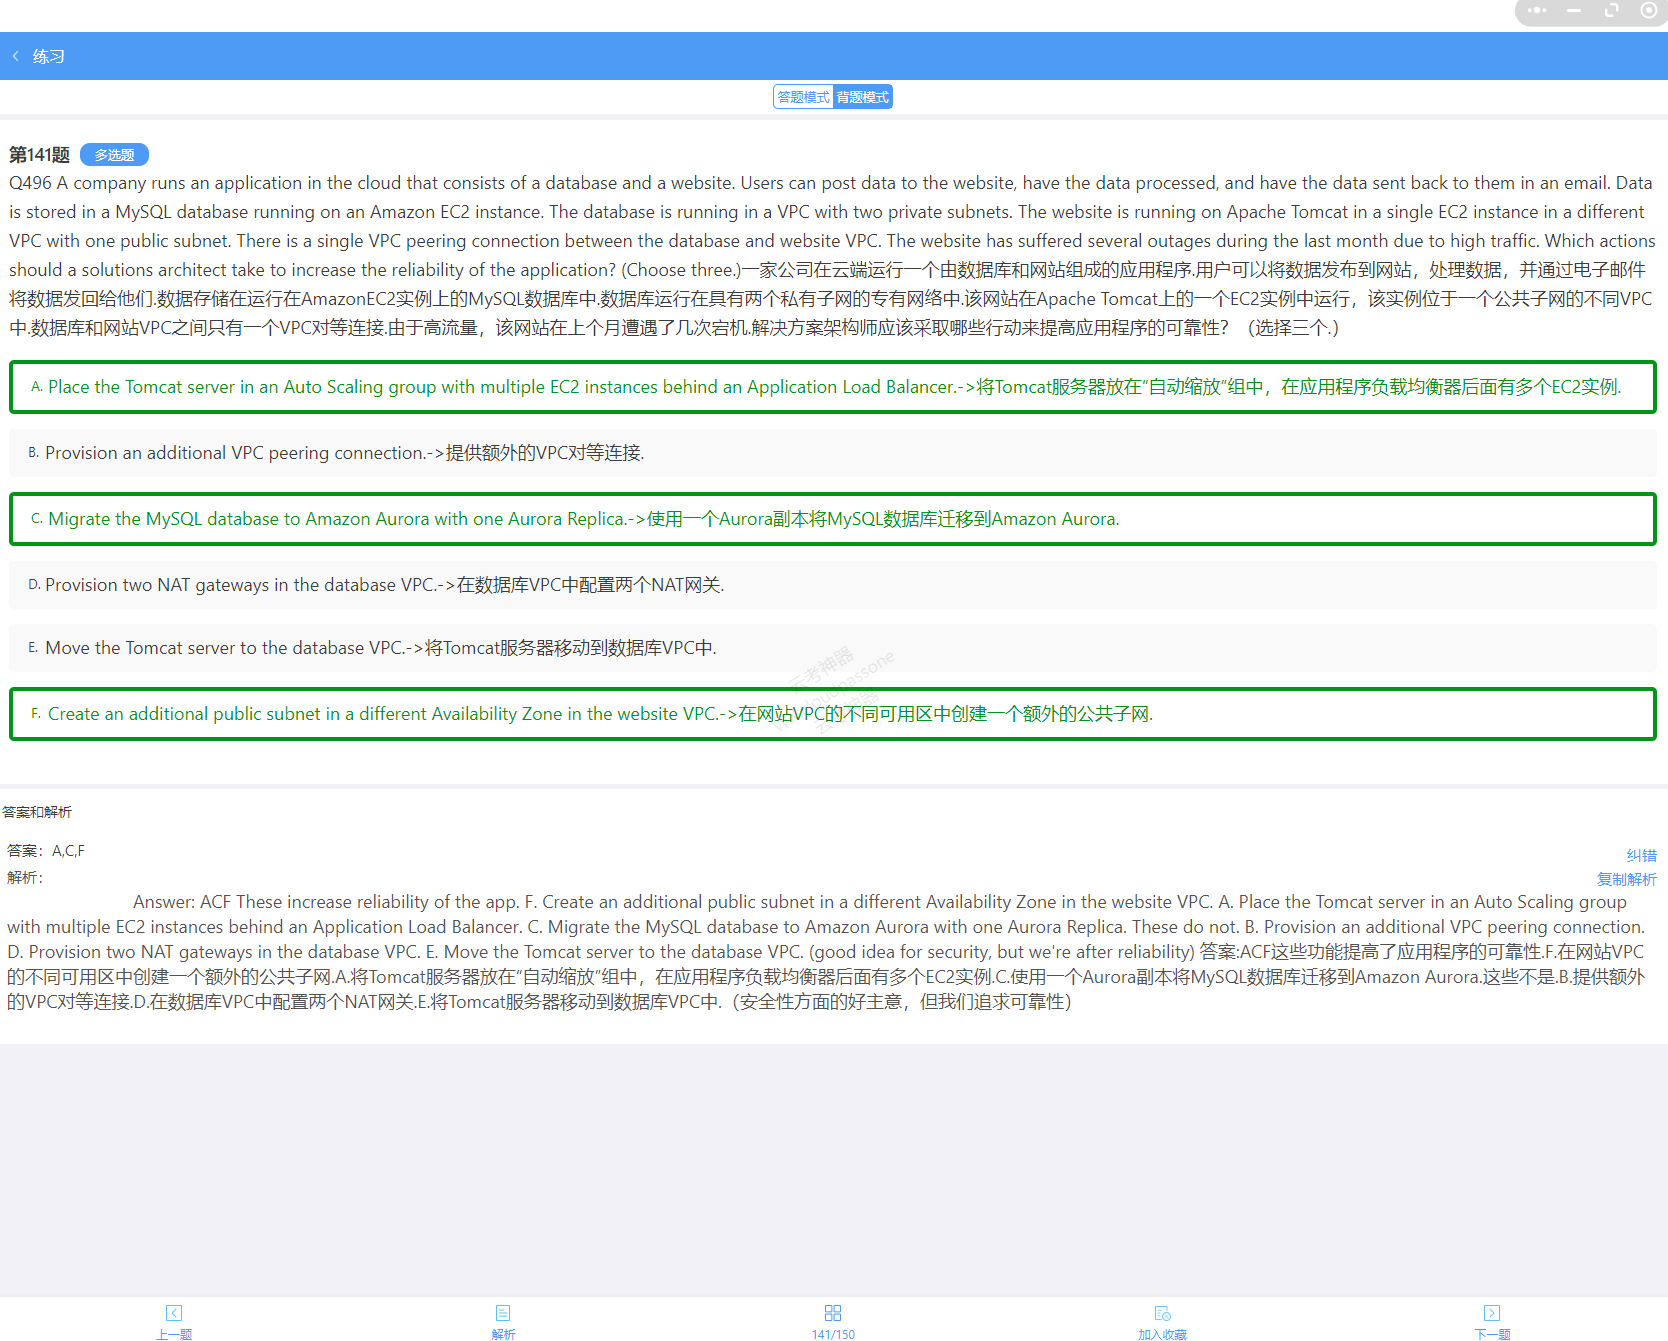 练习
答题模式 背题模式
第141题 多选题
Q496 A company runs an application in the cloud that consists of a database and a website. Users can post data to the website, have the data processed, and have the data sent back to them in an email. Data
is stored in a MySQL database running on an Amazon EC2 instance. The database is running in a VPC with two private subnets. The website is running on Apache Tomcat in a single EC2 instance in a different
VPC with one public subnet. There is a single VPC peering connection between the database and website VPC. The website has suffered several outages during the last month due to high traffic. Which actions
should a solutions architect take to increase the reliability of the application? (Choose three.)一家公司在云端运行一个由数据库和网站组成的应用程序.用户可以将数据发布到网站，处理数据，并通过电子邮件
将数据发回给他们.数据存储在运行在AmazonEC2实例上的MySQL数据库中.数据库运行在具有两个私有子网的专有网络中.该网站在Apache Tomcat上的一个EC2实例中运行，该实例位于一个公共子网的不同VPC
中.数据库和网站VPC之间只有一个VPC对等连接.由于高流量，该网站在上个月遭遇了几次宕机.解决方案架构师应该采取哪些行动来提高应用程序的可靠性？（选择三个.）
A. Place the Tomcat server in an Auto Scaling group with multiple EC2 instances behind an Application Load Balancer.->将Tomcat服务器放在“自动缩放”组中，在应用程序负载均衡器后面有多个EC2实例.
B. Provision an additional VPC peering connection.->提供额外的VPC对等连接.
C. Migrate the MySQL database to Amazon Aurora with one Aurora Replica.->使用一个Aurora副本将MySQL数据库迁移到Amazon Aurora.
D. Provision two NAT gateways in the database VPC.->在数据库VPC中配置两个NAT网关.
E. Move the Tomcat server to the database VPC.->将Tomcat服务器移动到数据库VPC中.
云考神器
F. Create an additional public subnet in a different Availability Zone in the website VPC.->在网站VPC的不同可用区中创建一个额外的公共子网.
答案和解析
答案：A,C,F
纠错
解析：
复制解析
Answer: ACF These increase reliability of the app. F. Create an additional public subnet in a different Availability Zone in the website VPC. A. Place the Tomcat server in an Auto Scaling group
with multiple EC2 instances behind an Application Load Balancer. C. Migrate the MySQL database to Amazon Aurora with one Aurora Replica. These do not. B. Provision an additional VPC peering connection.
D. Provision two NAT gateways in the database VPC. E. Move the Tomcat server to the database VPC. (good idea for security, but we're after reliability) 答案:ACF这些功能提高了应用程序的可靠性.F.在网站VPC
的不同可用区中创建一个额外的公共子网.A.将Tomcat服务器放在“自动缩放”组中，在应用程序负载均衡器后面有多个EC2实例.C.使用一个Aurora副本将MySQL数据库迁移到Amazon Aurora.这些不是.B.提供额外
的VPC对等连接.D.在数据库VPC中配置两个NAT网关.E.将Tomcat服务器移动到数据库VPC中.（安全性方面的好主意，但我们追求可靠性）
上一题 解析 141/150 加入收藏 下一题